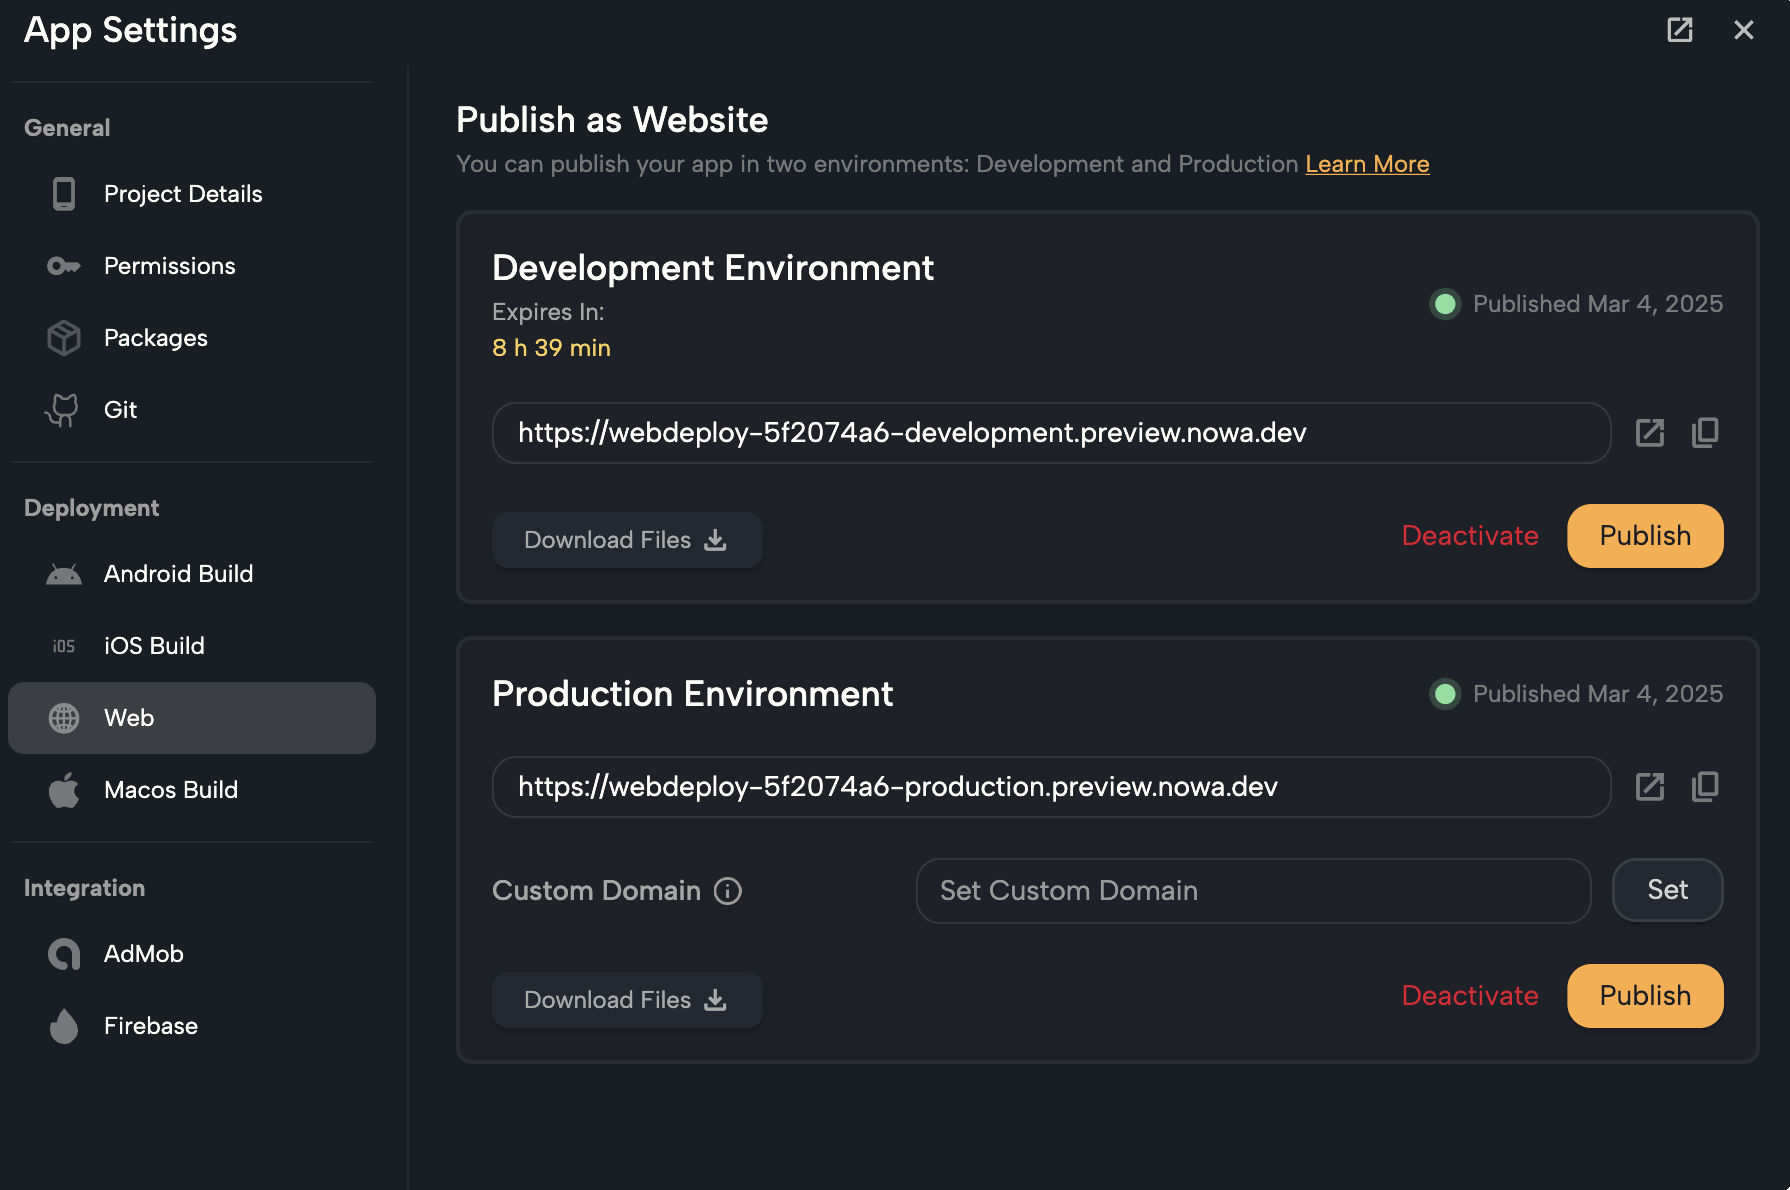 App Settings
General
Project Details
Permissions
Packages
Git
Deployment
Android Build
iOS
iOS Build
Web
Macos Build
Integration
AdMob
Firebase
Publish as Website
You can publish your app in two environments: Development and Production Learn More
Development Environment
Expires In:
8 h 39 min
Published Mar 4, 2025
https://webdeploy-5f2074a6-development.preview.nowa.dev
Download Files
Deactivate
Publish
Production Environment
Published Mar 4, 2025
https://webdeploy-5f2074a6-production.preview.nowa.dev
Custom Domain
Set Custom Domain
Set
Download Files
Deactivate
Publish